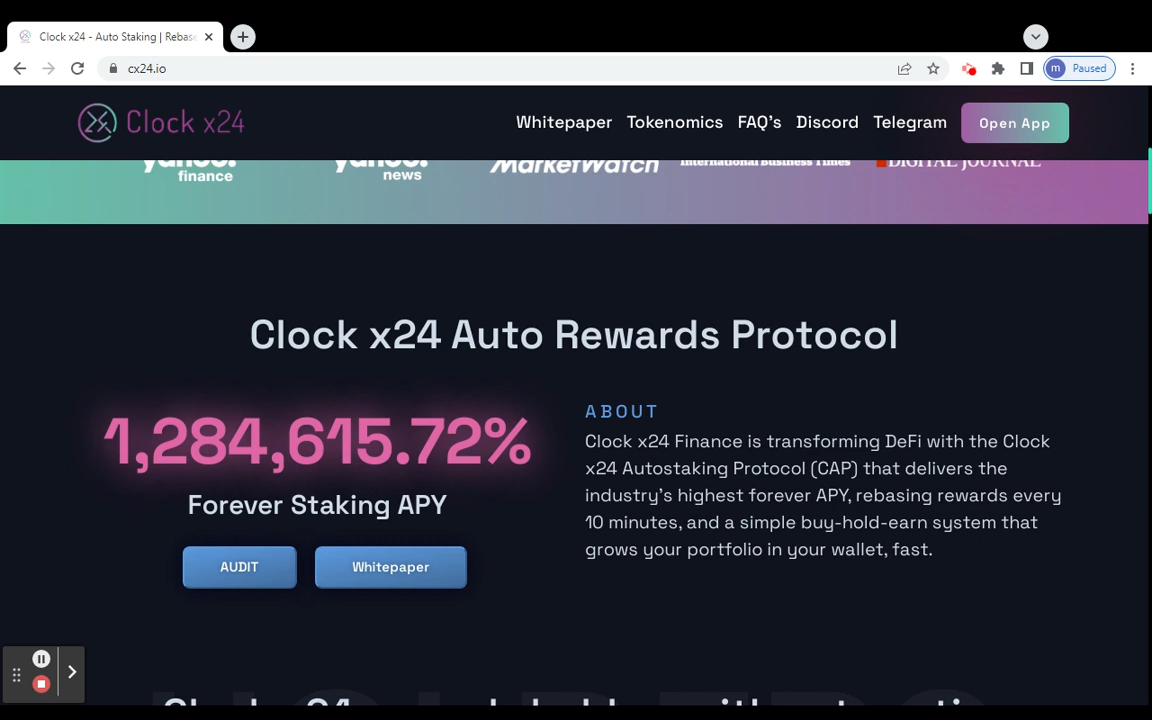 Clock x24 - Auto Staking | Rebas
cx24.io
m Paused
Clock x24
Whitepaper Tokenomics FAQ's Discord Telegram Open App
yahoo! yahoo! MarketWatch International Business Times DIGITAL JOURNAL
finance news
Clock x24 Auto Rewards Protocol
1,284,615.72%
Forever Staking APY
AUDIT Whitepaper
ABOUT
Clock x24 Finance is transforming DeFi with the Clock
x24 Autostaking Protocol (CAP) that delivers the
industry's highest forever APY, rebasing rewards every
10 minutes, and a simple buy-hold-earn system that
grows your portfolio in your wallet, fast.